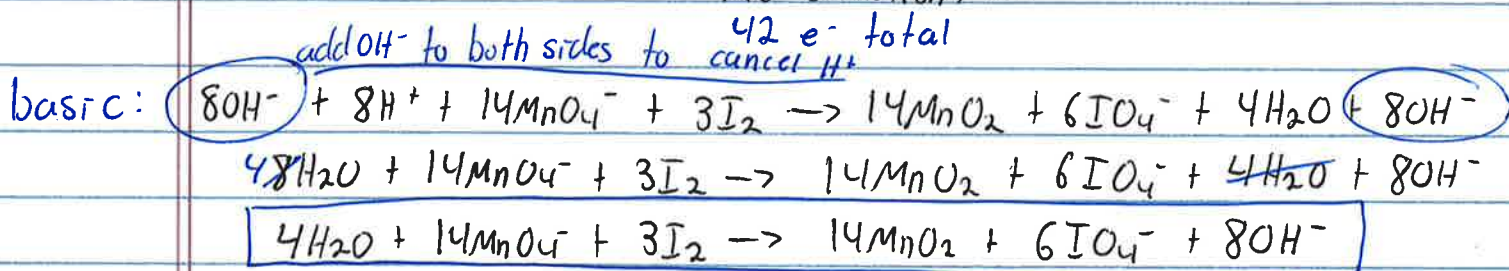 42 e⁻ total
add OH⁻ to both sides to cancel H⁺
basic: 8OH⁻ + 8H⁺ + 14MnO₄⁻ + 3I₂ → 14MnO₂ + 6IO₄⁻ + 4H₂O + 8OH⁻
48H₂O + 14MnO₄⁻ + 3I₂ → 14MnO₂ + 6IO₄⁻ + 4H₂O + 8OH⁻
4H₂O + 14MnO₄⁻ + 3I₂ → 14MnO₂ + 6IO₄⁻ + 8OH⁻